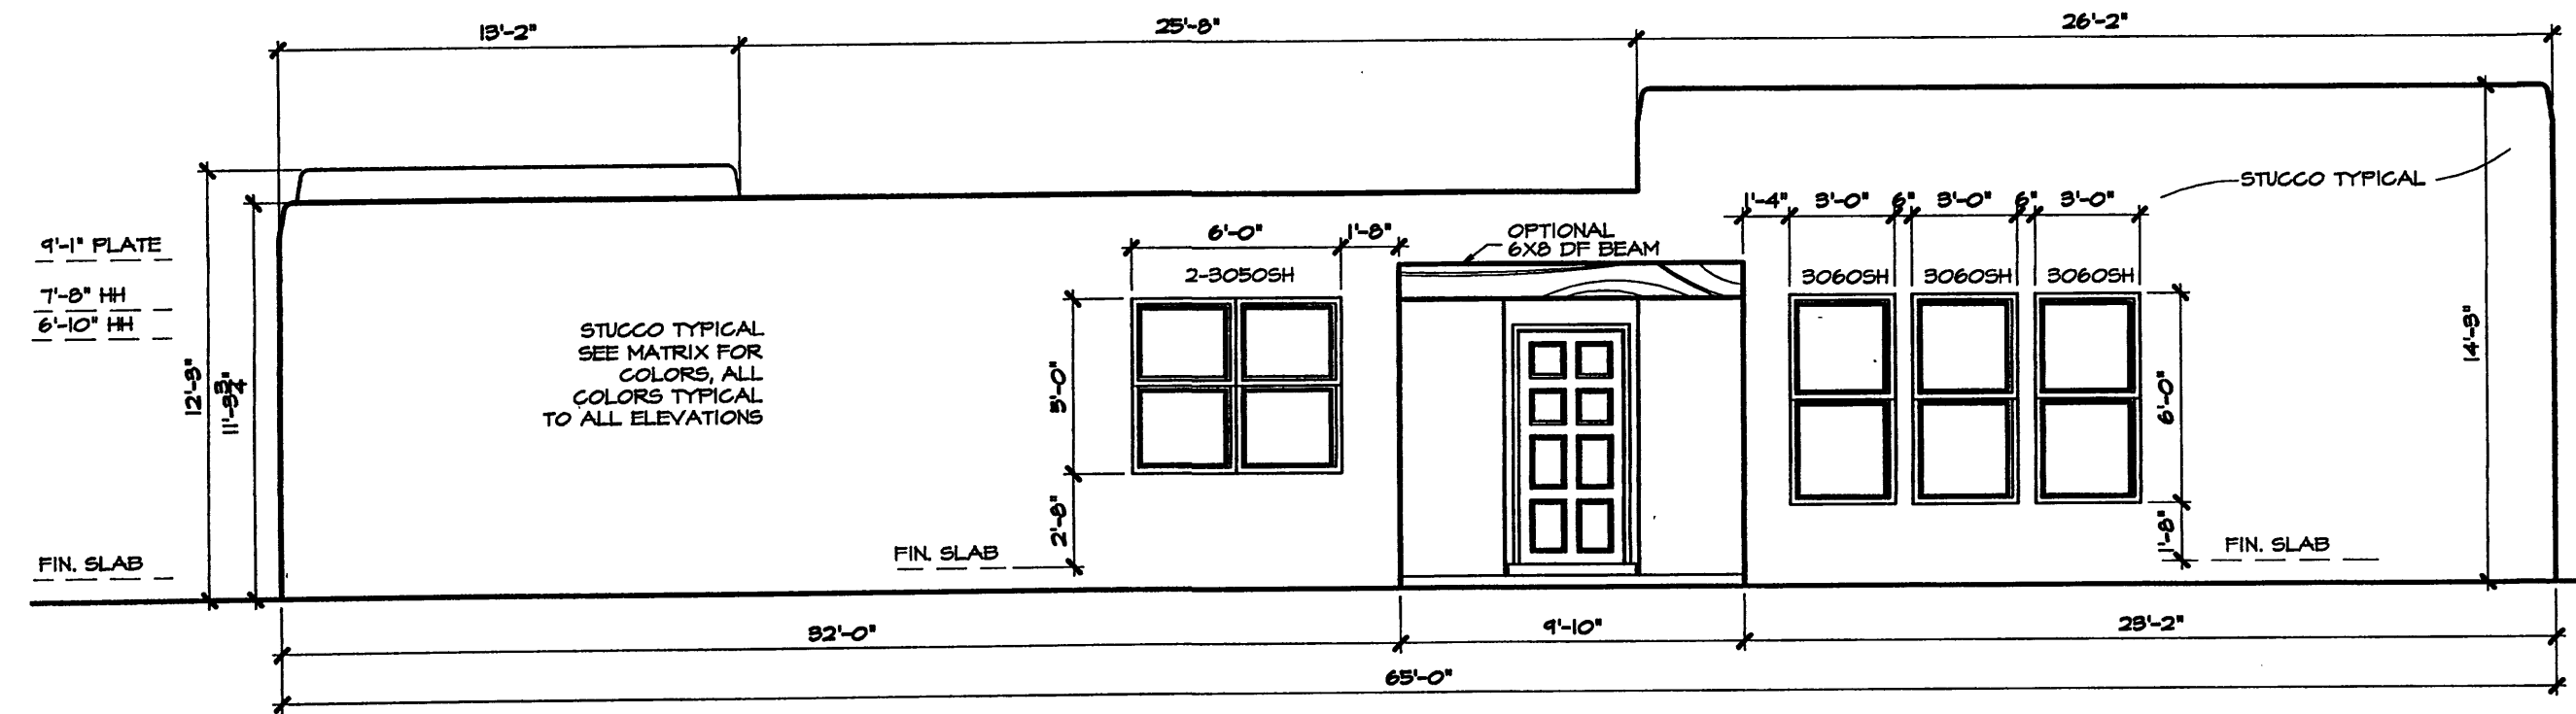 13'-2"
25'-8"
26'-2"
STUCCO TYPICAL
1'-4"
3'-0"
6"
3'-0"
6"
3'-0"
6'-0"
1'-8"
OPTIONAL
6X8 DF BEAM
9'-1" PLATE
7'-8" HH
6'-10" HH
2-3050SH
3060SH
3060SH
3060SH
STUCCO TYPICAL
SEE MATRIX FOR
COLORS, ALL
COLORS TYPICAL
TO ALL ELEVATIONS
12'-3"
11'-3 3/4"
5'-0"
2'-8"
6'-0"
1'-8"
14'-3"
FIN. SLAB
FIN. SLAB
FIN. SLAB
32'-0"
9'-10"
23'-2"
65'-0"